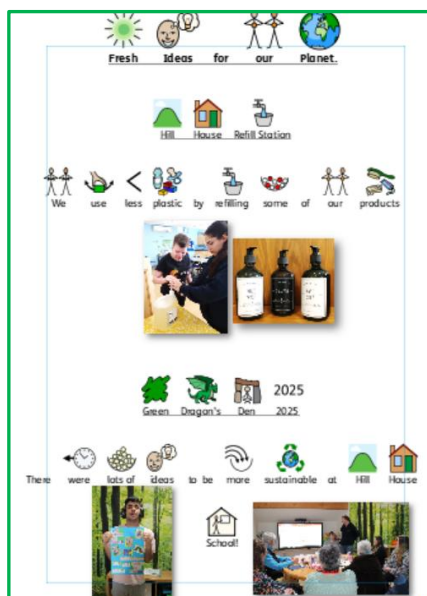 Fresh Ideas for our Planet.
Hill House Refill Station
We use less plastic by refilling some of our products
2025
Green Dragon's Den 2025
There were lots of ideas to be more sustainable at Hill House
School!